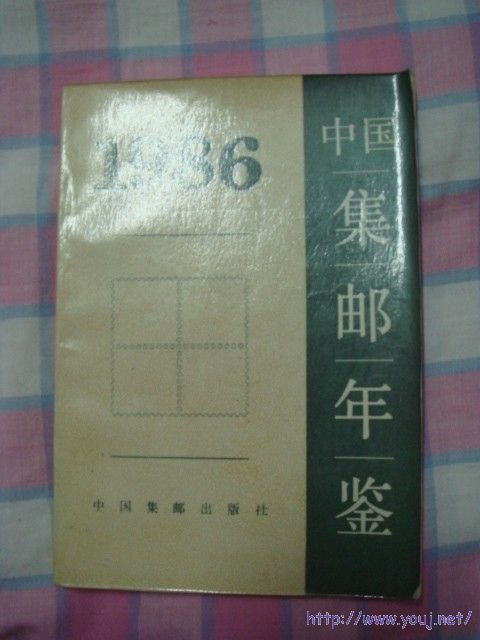 1986
中国
集
邮
年
鉴
中国集邮出版社
http://www.youj.net/